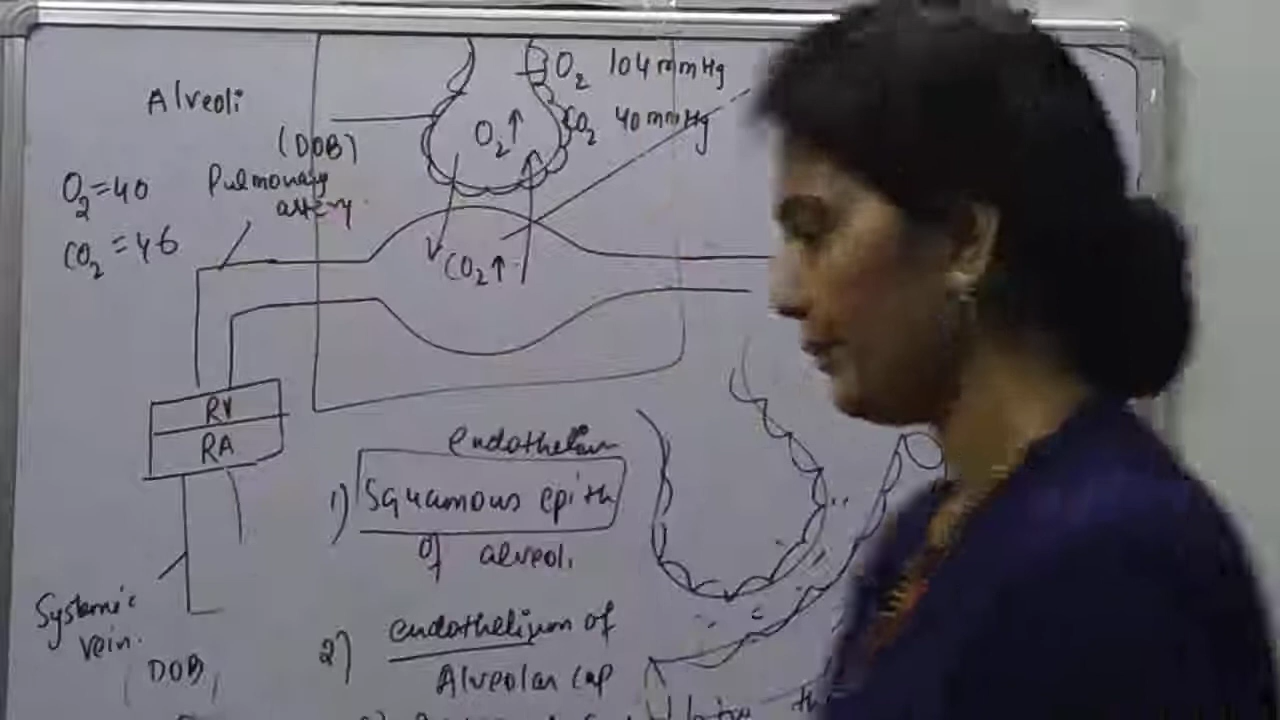 Alveoli
(DOB)
Pulmonary
artery.
O2=40
CO2=46
O2 104 mmHg
CO2 40 mmHg
O2↑
CO2↑
RV
RA
Systemic
vein.
(DOB)
endothelium
1) Squamous epith
of alveoli
2) endothelium of
Alveolar cap